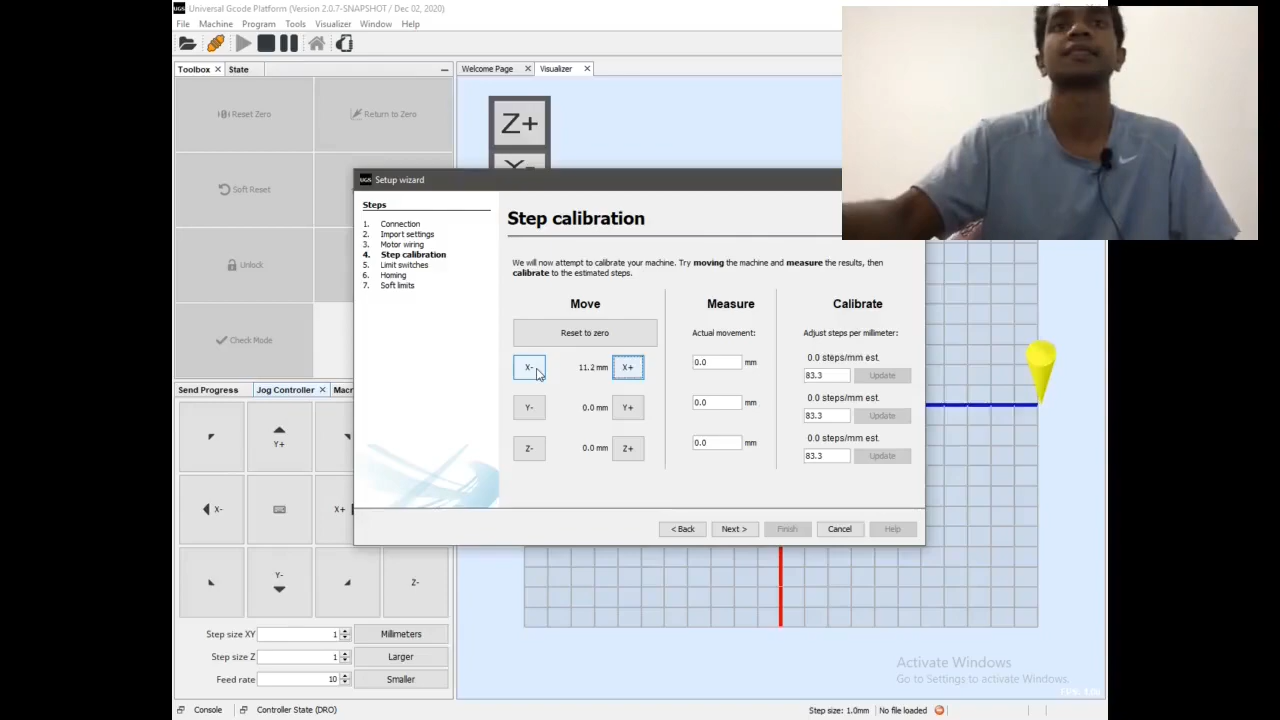 Universal Gcode Platform (Version 2.0.7-SNAPSHOT / Dec 02, 2020)
File Machine Program Tools Visualizer Window Help
Toolbox State
Welcome Page Visualizer
Reset Zero
Return to Zero
Soft Reset
Unlock
Check Mode
Z+
UGS Setup wizard
Steps
1. Connection
2. Import settings
3. Motor wiring
4. Step calibration
5. Limit switches
6. Homing
7. Soft limits
Step calibration
We will now attempt to calibrate your machine. Try moving the machine and measure the results, then
calibrate to the estimated steps.
Move Measure Calibrate
Reset to zero
Actual movement:
Adjust steps per millimeter:
0.0 steps/mm est.
X- 11.2 mm X+ 0.0 mm
83.3 Update
0.0 steps/mm est.
Y- 0.0 mm Y+ 0.0 mm
83.3 Update
0.0 steps/mm est.
Z- 0.0 mm Z+ 0.0 mm
83.3 Update
< Back Next > Finish Cancel Help
Send Progress Jog Controller
Y+
X-
X+
Y-
Z-
Step size XY 1 Millimeters
Step size Z 1 Larger
Feed rate 10 Smaller
Activate Windows
Go to Settings to activate Windows.
Console Controller State (DRO)
Step size: 1.0mm No file loaded